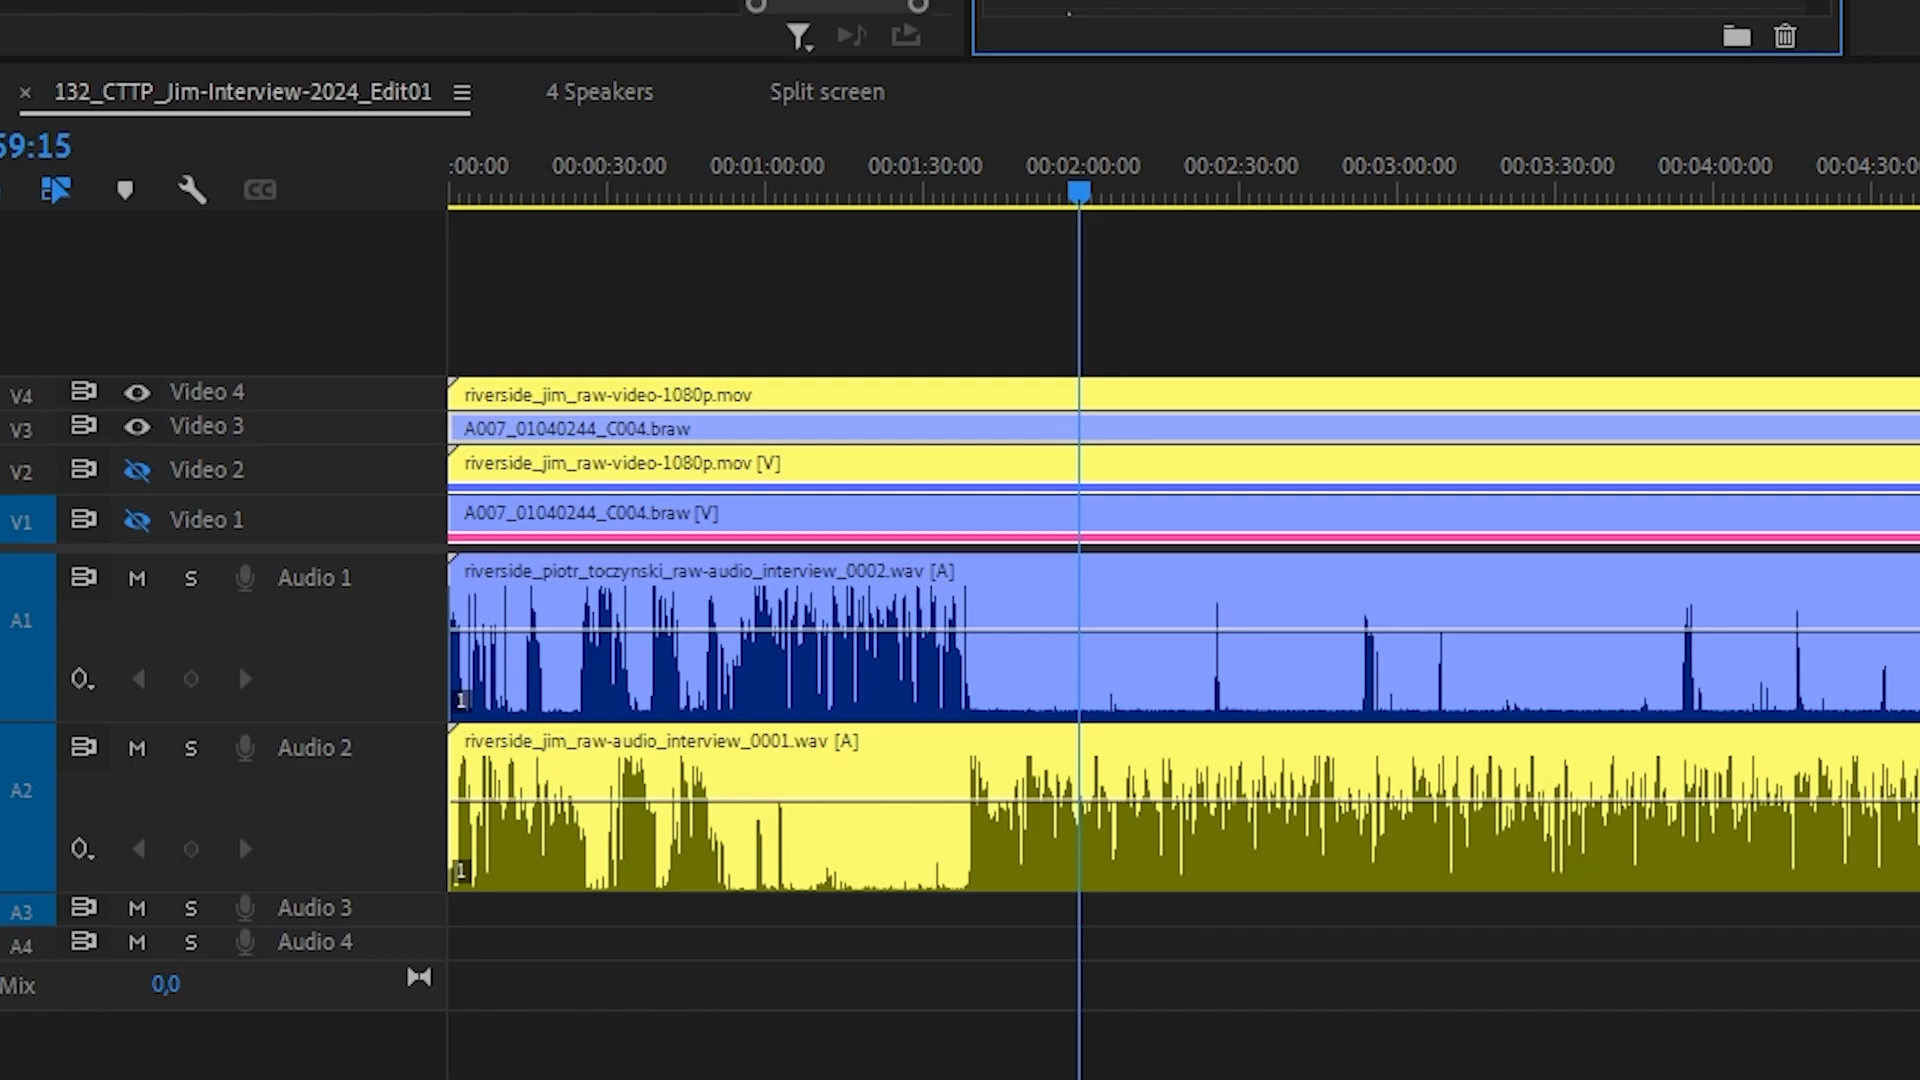 132_CTTP_Jim-Interview-2024_Edit01 4 Speakers Split screen
59:15
:00:00 00:00:30:00 00:01:00:00 00:01:30:00 00:02:00:00 00:02:30:00 00:03:00:00 00:03:30:00 00:04:00:00 00:04:30:0
CC
V4 Video 4 riverside_jim_raw-video-1080p.mov
V3 Video 3 A007_01040244_C004.braw
V2 Video 2 riverside_jim_raw-video-1080p.mov [V]
V1 Video 1 A007_01040244_C004.braw [V]
riverside_piotr_toczynski_raw-audio_interview_0002.wav [A]
M S Audio 1
A1
1
riverside_jim_raw-audio_interview_0001.wav [A]
M S Audio 2
A2
1
A3 M S Audio 3
A4 M S Audio 4
Mix 0,0